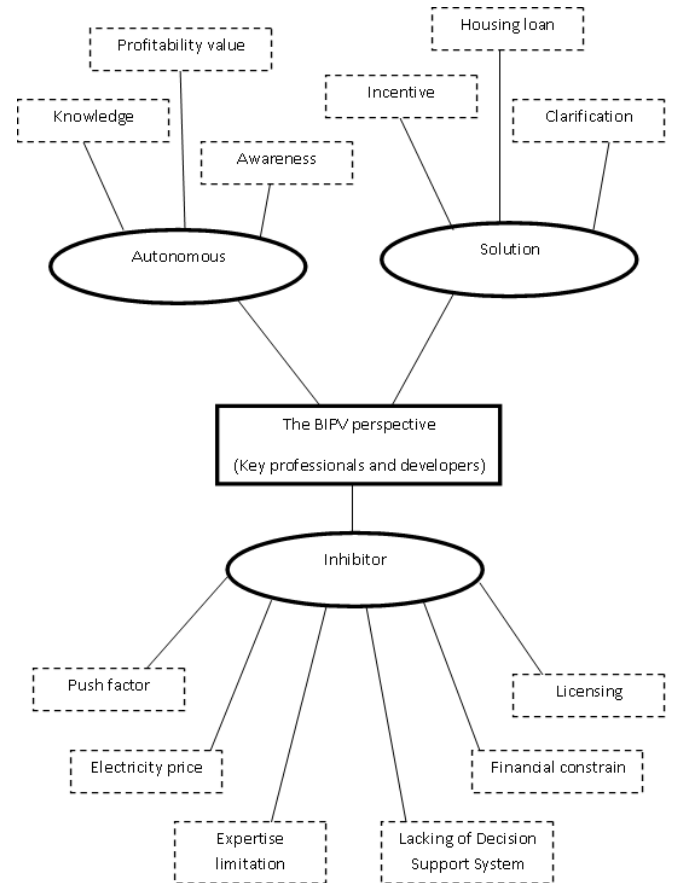 Housing loan
Profitability value
Incentive
Knowledge
Clarification
Awareness
Autonomous
Solution
The BIPV perspective
(Key professionals and developers)
Inhibitor
Push factor
Licensing
Electricity price
Financial constrain
Expertise
limitation
Lacking of Decision
Support System